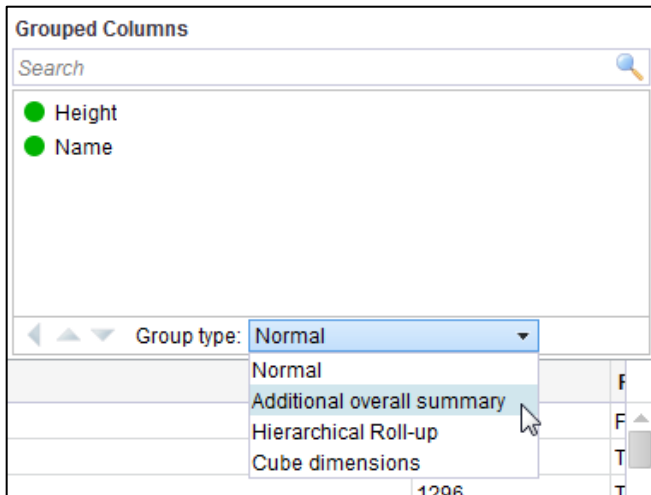 Grouped Columns
Search
Height
Name
Group type: Normal
Normal
Additional overall summary
F
Hierarchical Roll-up
T
Cube dimensions
1296